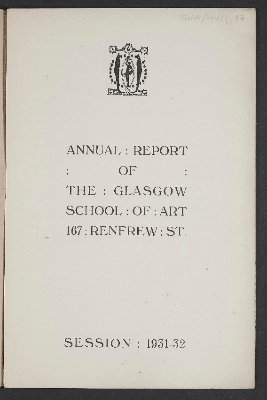 ANNUAL : REPORT
: OF :
THE : GLASGOW
SCHOOL : OF : ART
167 : RENFREW : ST.
SESSION : 1931-32